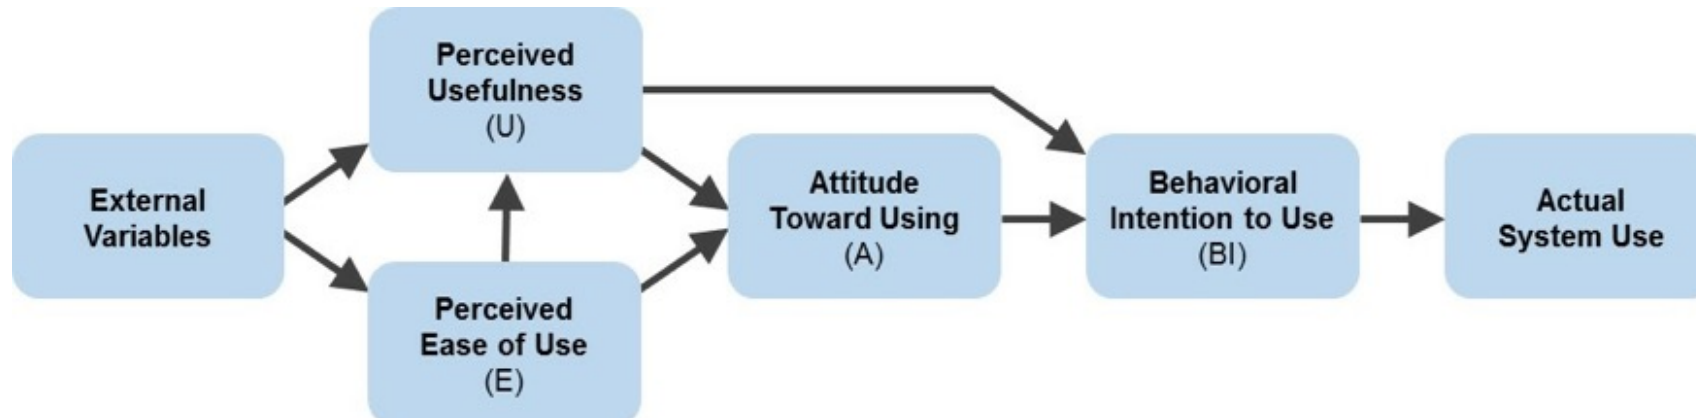 External
Variables
Perceived
Usefulness
(U)
Perceived
Ease of Use
(E)
Attitude
Toward Using
(A)
Behavioral
Intention to Use
(BI)
Actual
System Use